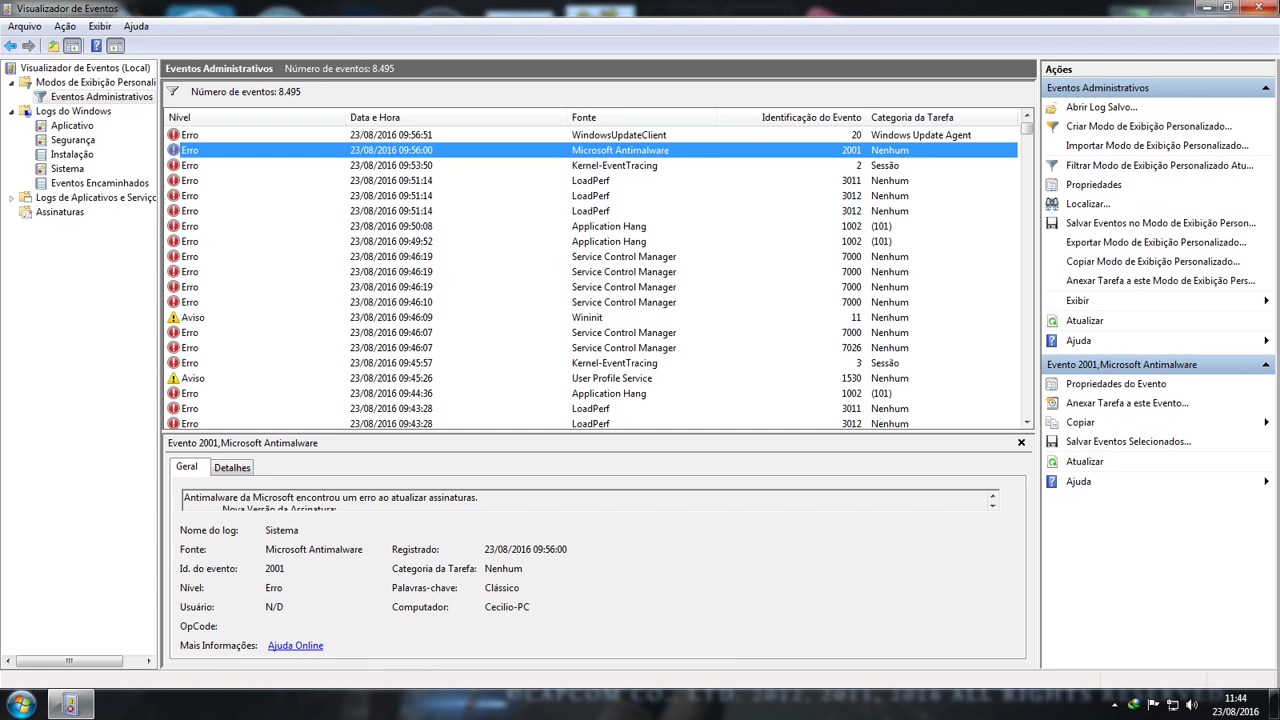 Visualizador de Eventos
Arquivo Ação Exibir Ajuda
Visualizador de Eventos (Local)
Modos de Exibição Personali
Eventos Administrativos
Logs do Windows
Aplicativo
Segurança
Instalação
Sistema
Eventos Encaminhados
Logs de Aplicativos e Serviço
Assinaturas
Eventos Administrativos Número de eventos: 8.495
Número de eventos: 8.495
Nível Data e Hora Fonte Identificação do Evento Categoria da Tarefa
Erro 23/08/2016 09:56:51 WindowsUpdateClient 20 Windows Update Agent
Erro 23/08/2016 09:56:00 Microsoft Antimalware 2001 Nenhum
Erro 23/08/2016 09:53:50 Kernel-EventTracing 2 Sessão
Erro 23/08/2016 09:51:14 LoadPerf 3011 Nenhum
Erro 23/08/2016 09:51:14 LoadPerf 3012 Nenhum
Erro 23/08/2016 09:51:14 LoadPerf 3012 Nenhum
Erro 23/08/2016 09:50:08 Application Hang 1002 (101)
Erro 23/08/2016 09:49:52 Application Hang 1002 (101)
Erro 23/08/2016 09:46:19 Service Control Manager 7000 Nenhum
Erro 23/08/2016 09:46:19 Service Control Manager 7000 Nenhum
Erro 23/08/2016 09:46:19 Service Control Manager 7000 Nenhum
Erro 23/08/2016 09:46:10 Service Control Manager 7000 Nenhum
Aviso 23/08/2016 09:46:09 Wininit 11 Nenhum
Erro 23/08/2016 09:46:07 Service Control Manager 7000 Nenhum
Erro 23/08/2016 09:46:07 Service Control Manager 7026 Nenhum
Erro 23/08/2016 09:45:57 Kernel-EventTracing 3 Sessão
Aviso 23/08/2016 09:45:26 User Profile Service 1530 Nenhum
Erro 23/08/2016 09:44:36 Application Hang 1002 (101)
Erro 23/08/2016 09:43:28 LoadPerf 3011 Nenhum
Erro 23/08/2016 09:43:28 LoadPerf 3012 Nenhum
Evento 2001,Microsoft Antimalware
Geral Detalhes
Antimalware da Microsoft encontrou um erro ao atualizar assinaturas.
Nova Versão da Assinatura:
Nome do log: Sistema
Fonte: Microsoft Antimalware Registrado: 23/08/2016 09:56:00
Id. do evento: 2001 Categoria da Tarefa: Nenhum
Nível: Erro Palavras-chave: Clássico
Usuário: N/D Computador: Cecilio-PC
OpCode:
Mais Informações: Ajuda Online
Ações
Eventos Administrativos
Abrir Log Salvo...
Criar Modo de Exibição Personalizado...
Importar Modo de Exibição Personalizado...
Filtrar Modo de Exibição Personalizado Atu...
Propriedades
Localizar...
Salvar Eventos no Modo de Exibição Person...
Exportar Modo de Exibição Personalizado...
Copiar Modo de Exibição Personalizado...
Anexar Tarefa a este Modo de Exibição Pers...
Exibir
Atualizar
Ajuda
Evento 2001,Microsoft Antimalware
Propriedades do Evento
Anexar Tarefa a este Evento...
Copiar
Salvar Eventos Selecionados...
Atualizar
Ajuda
11:44
23/08/2016